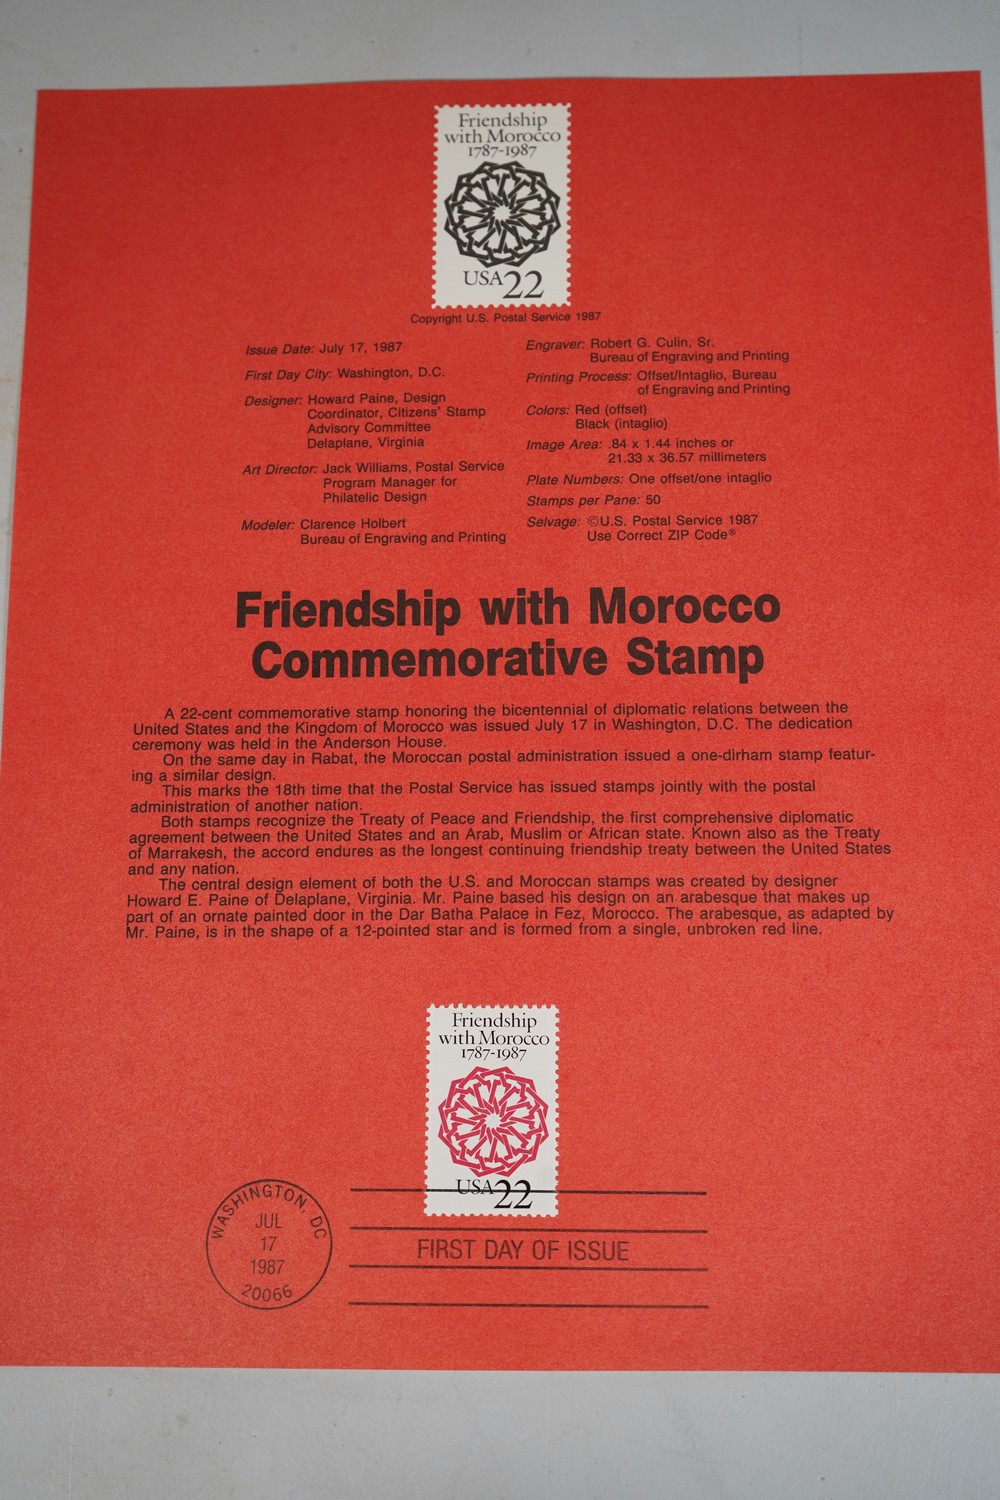 Friendship
with Morocco
1787-1987
USA 22
Copyright U.S. Postal Service 1987
Issue Date: July 17, 1987
First Day City: Washington, D.C.
Designer: Howard Paine, Design
Coordinator, Citizens' Stamp
Advisory Committee
Delaplane, Virginia
Art Director: Jack Williams, Postal Service
Program Manager for
Philatelic Design
Modeler: Clarence Holbert
Bureau of Engraving and Printing
Engraver: Robert G. Culin, Sr.
Bureau of Engraving and Printing
Printing Process: Offset/Intaglio, Bureau
of Engraving and Printing
Colors: Red (offset)
Black (intaglio)
Image Area: .84 x 1.44 inches or
21.33 x 36.57 millimeters
Plate Numbers: One offset/one intaglio
Stamps per Pane: 50
Selvage: ©U.S. Postal Service 1987
Use Correct ZIP Code®
Friendship with Morocco
Commemorative Stamp
A 22-cent commemorative stamp honoring the bicentennial of diplomatic relations between the
United States and the Kingdom of Morocco was issued July 17 in Washington, D.C. The dedication
ceremony was held in the Anderson House.
On the same day in Rabat, the Moroccan postal administration issued a one-dirham stamp featur-
ing a similar design.
This marks the 18th time that the Postal Service has issued stamps jointly with the postal
administration of another nation.
Both stamps recognize the Treaty of Peace and Friendship, the first comprehensive diplomatic
agreement between the United States and an Arab, Muslim or African state. Known also as the Treaty
of Marrakesh, the accord endures as the longest continuing friendship treaty between the United States
and any nation.
The central design element of both the U.S. and Moroccan stamps was created by designer
Howard E. Paine of Delaplane, Virginia. Mr. Paine based his design on an arabesque that makes up
part of an ornate painted door in the Dar Batha Palace in Fez, Morocco. The arabesque, as adapted by
Mr. Paine, is in the shape of a 12-pointed star and is formed from a single, unbroken red line.
Friendship
with Morocco
1787-1987
USA 22
WASHINGTON, DC
JUL
17
1987
20066
FIRST DAY OF ISSUE